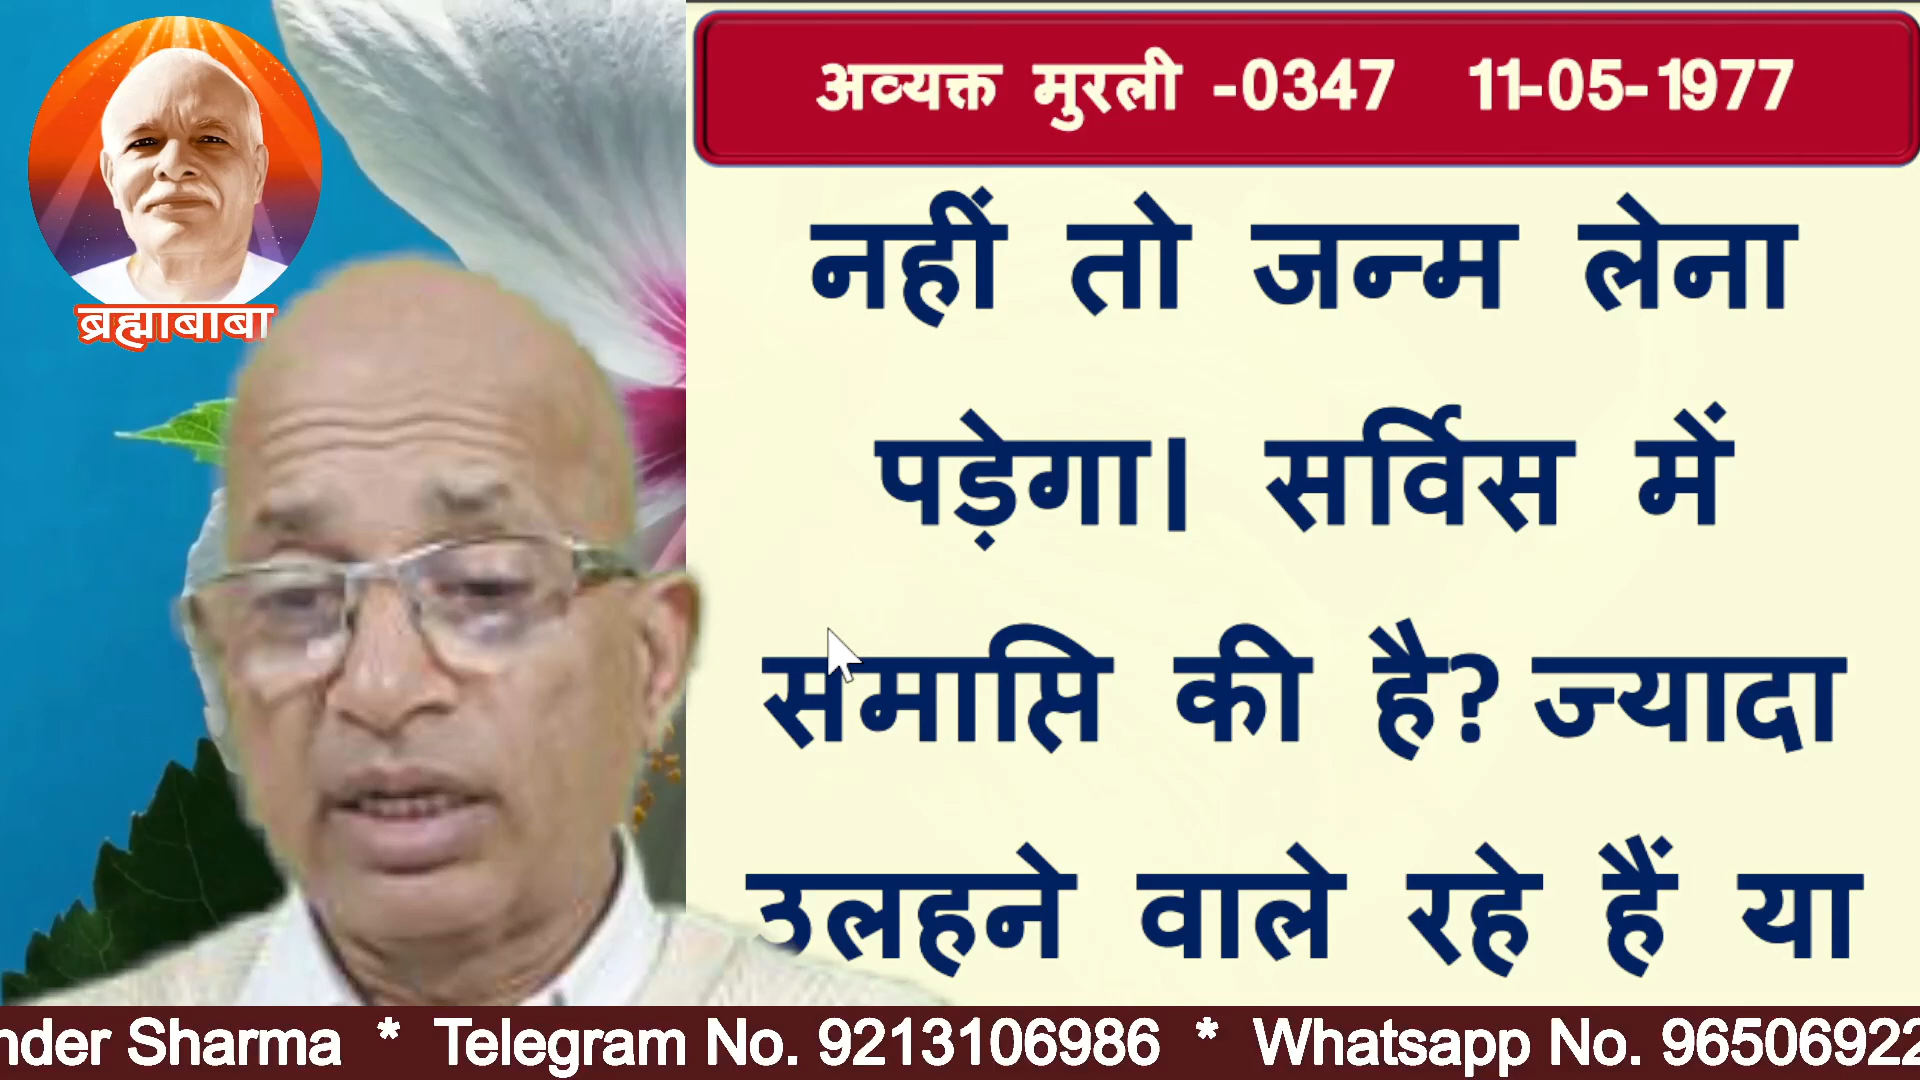 अव्यक्त मुरली -0347 11-05-1977
ब्रह्माबाबा
नहीं तो जन्म लेना
पड़ेगा। सर्विस में
समाप्ति की है? ज्यादा
उलहने वाले रहे हैं या
nder Sharma * Telegram No. 9213106986 * Whatsapp No. 96506922